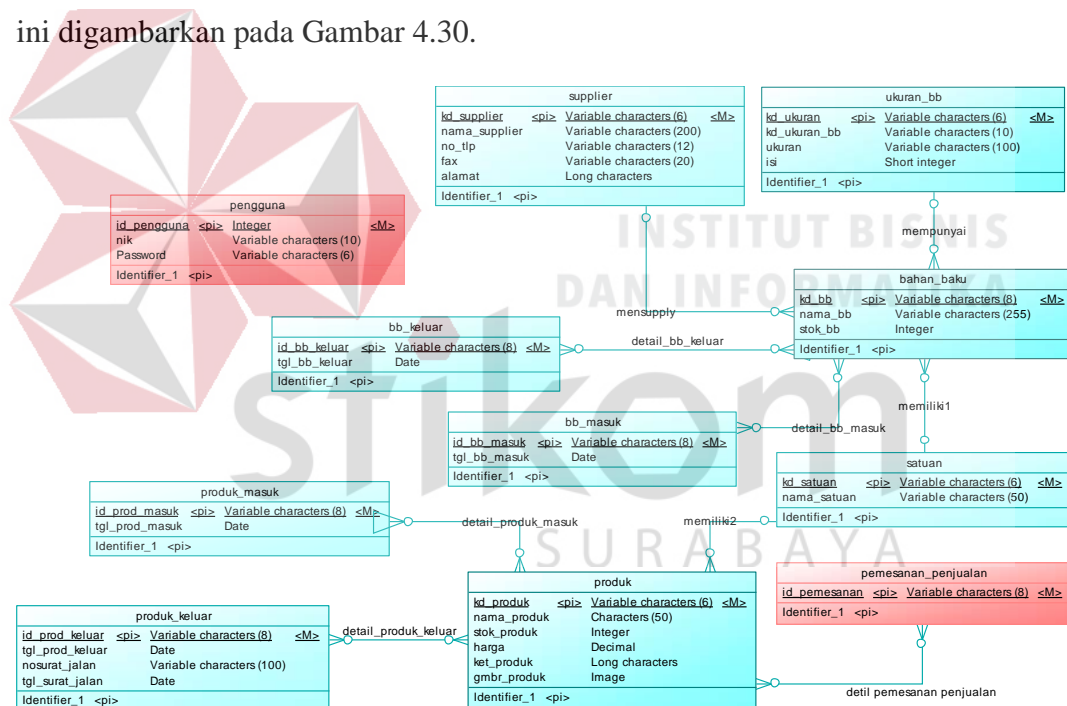 ini digambarkan pada Gambar 4.30.
supplier
kd_supplier <pi> Variable characters (6) <M>
nama_supplier Variable characters (200)
no_tlp Variable characters (12)
fax Variable characters (20)
alamat Long characters
Identifier_1 <pi>
ukuran_bb
kd_ukuran <pi> Variable characters (6) <M>
kd_ukuran_bb Variable characters (10)
ukuran Variable characters (100)
isi Short integer
Identifier_1 <pi>
pengguna
id_pengguna <pi> Integer <M>
nik Variable characters (10)
Password Variable characters (6)
Identifier_1 <pi>
INSTITUT BISNIS
DAN INFORMATIKA
mempunyai
mensupply
bahan_baku
kd_bb <pi> Variable characters (8) <M>
nama_bb Variable characters (255)
stok_bb Integer
Identifier_1 <pi>
bb_keluar
id_bb_keluar <pi> Variable characters (8) <M>
tgl_bb_keluar Date
Identifier_1 <pi>
detail_bb_keluar
stikom
memiliki1
bb_masuk
id_bb_masuk <pi> Variable characters (8) <M>
tgl_bb_masuk Date
Identifier_1 <pi>
detail_bb_masuk
satuan
kd_satuan <pi> Variable characters (6) <M>
nama_satuan Variable characters (50)
Identifier_1 <pi>
produk_masuk
id_prod_masuk <pi> Variable characters (8) <M>
tgl_prod_masuk Date
Identifier_1 <pi>
detail_produk_masuk
memiliki2
SURABAYA
pemesanan_penjualan
id_pemesanan <pi> Variable characters (8) <M>
Identifier_1 <pi>
produk
kd_produk <pi> Variable characters (6) <M>
nama_produk Characters (50)
stok_produk Integer
harga Decimal
ket_produk Long characters
gmbr_produk Image
Identifier_1 <pi>
produk_keluar
id_prod_keluar <pi> Variable characters (8) <M>
tgl_prod_keluar Date
nosurat_jalan Variable characters (100)
tgl_surat_jalan Date
Identifier_1 <pi>
detail_produk_keluar
detil pemesanan penjualan